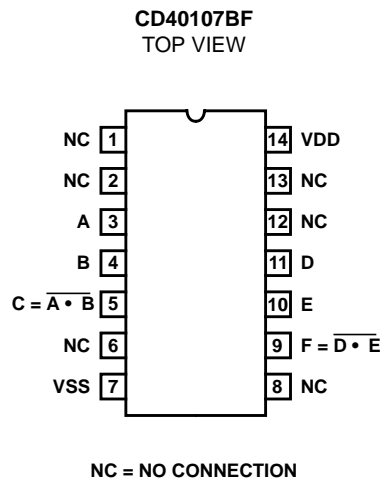 CD40107BF
TOP VIEW
NC 1 14 VDD
NC 2 13 NC
A 3 12 NC
B 4 11 D
C = A • B 5 10 E
NC 6 9 F = D • E
VSS 7 8 NC
NC = NO CONNECTION